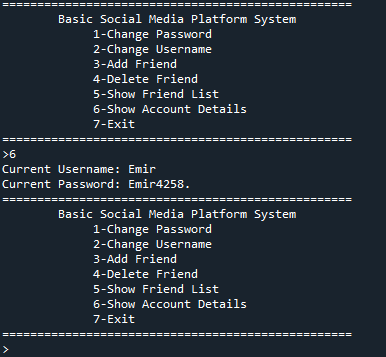 ==================================================
Basic Social Media Platform System
1-Change Password
2-Change Username
3-Add Friend
4-Delete Friend
5-Show Friend List
6-Show Account Details
7-Exit
==================================================
>6
Current Username: Emir
Current Password: Emir4258.
==================================================
Basic Social Media Platform System
1-Change Password
2-Change Username
3-Add Friend
4-Delete Friend
5-Show Friend List
6-Show Account Details
7-Exit
==================================================
>